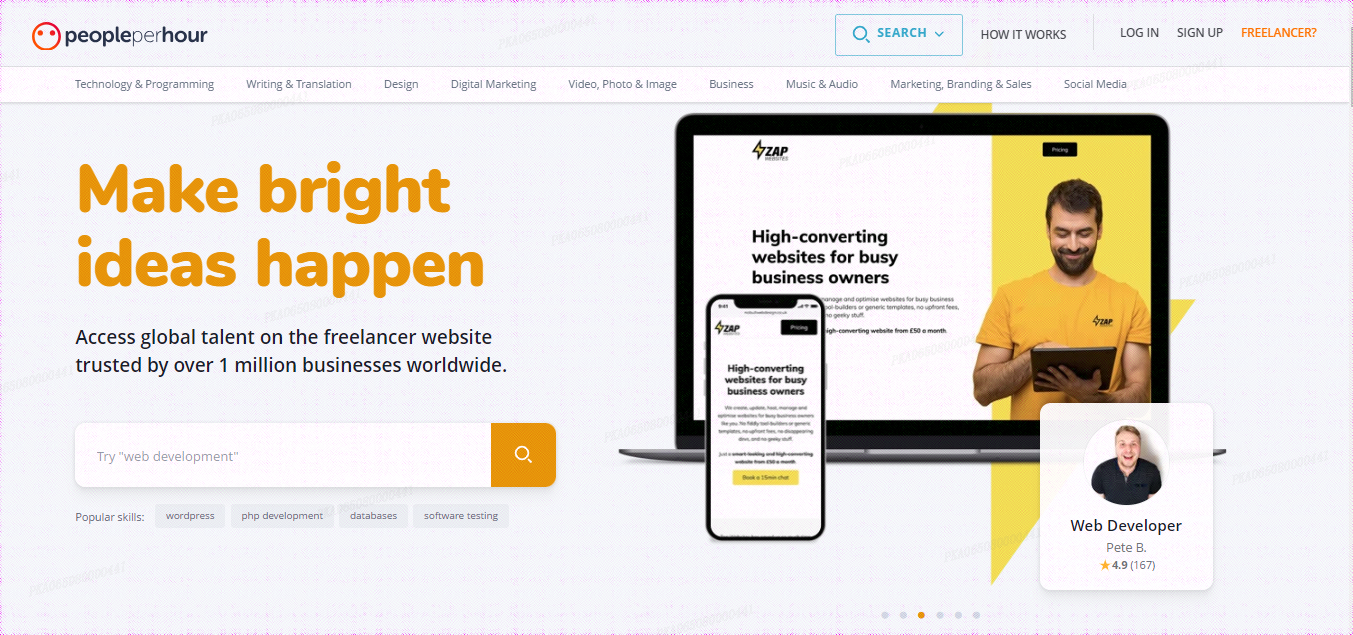 peopleperhour
SEARCH
HOW IT WORKS
LOG IN
SIGN UP
FREELANCER?
Technology & Programming
Writing & Translation
Design
Digital Marketing
Video, Photo & Image
Business
Music & Audio
Marketing, Branding & Sales
Social Media
Make bright
ideas happen
Access global talent on the freelancer website
trusted by over 1 million businesses worldwide.
Try "web development"
Popular skills:
wordpress
php development
databases
software testing
ZAP
WEBSITES
Pricing
High-converting
websites for busy
business owners
manage and optimise websites for busy business
tool-builders or generic templates, no upfront fees,
no geeky stuff.
high-converting website from £50 a month.
ZAP
9:41
ZAP
WEBSITES
Pricing
High-converting
websites for busy
business owners
We create, update, host, manage and
optimise websites for busy business owners
like you. No fiddly tool-builders or generic
templates, no upfront fees, no disappearing
devs, and no geeky stuff.
Just a smart-looking and high-converting
website from £50 a month.
Book a 15min chat
Web Developer
Pete B.
4.9 (167)